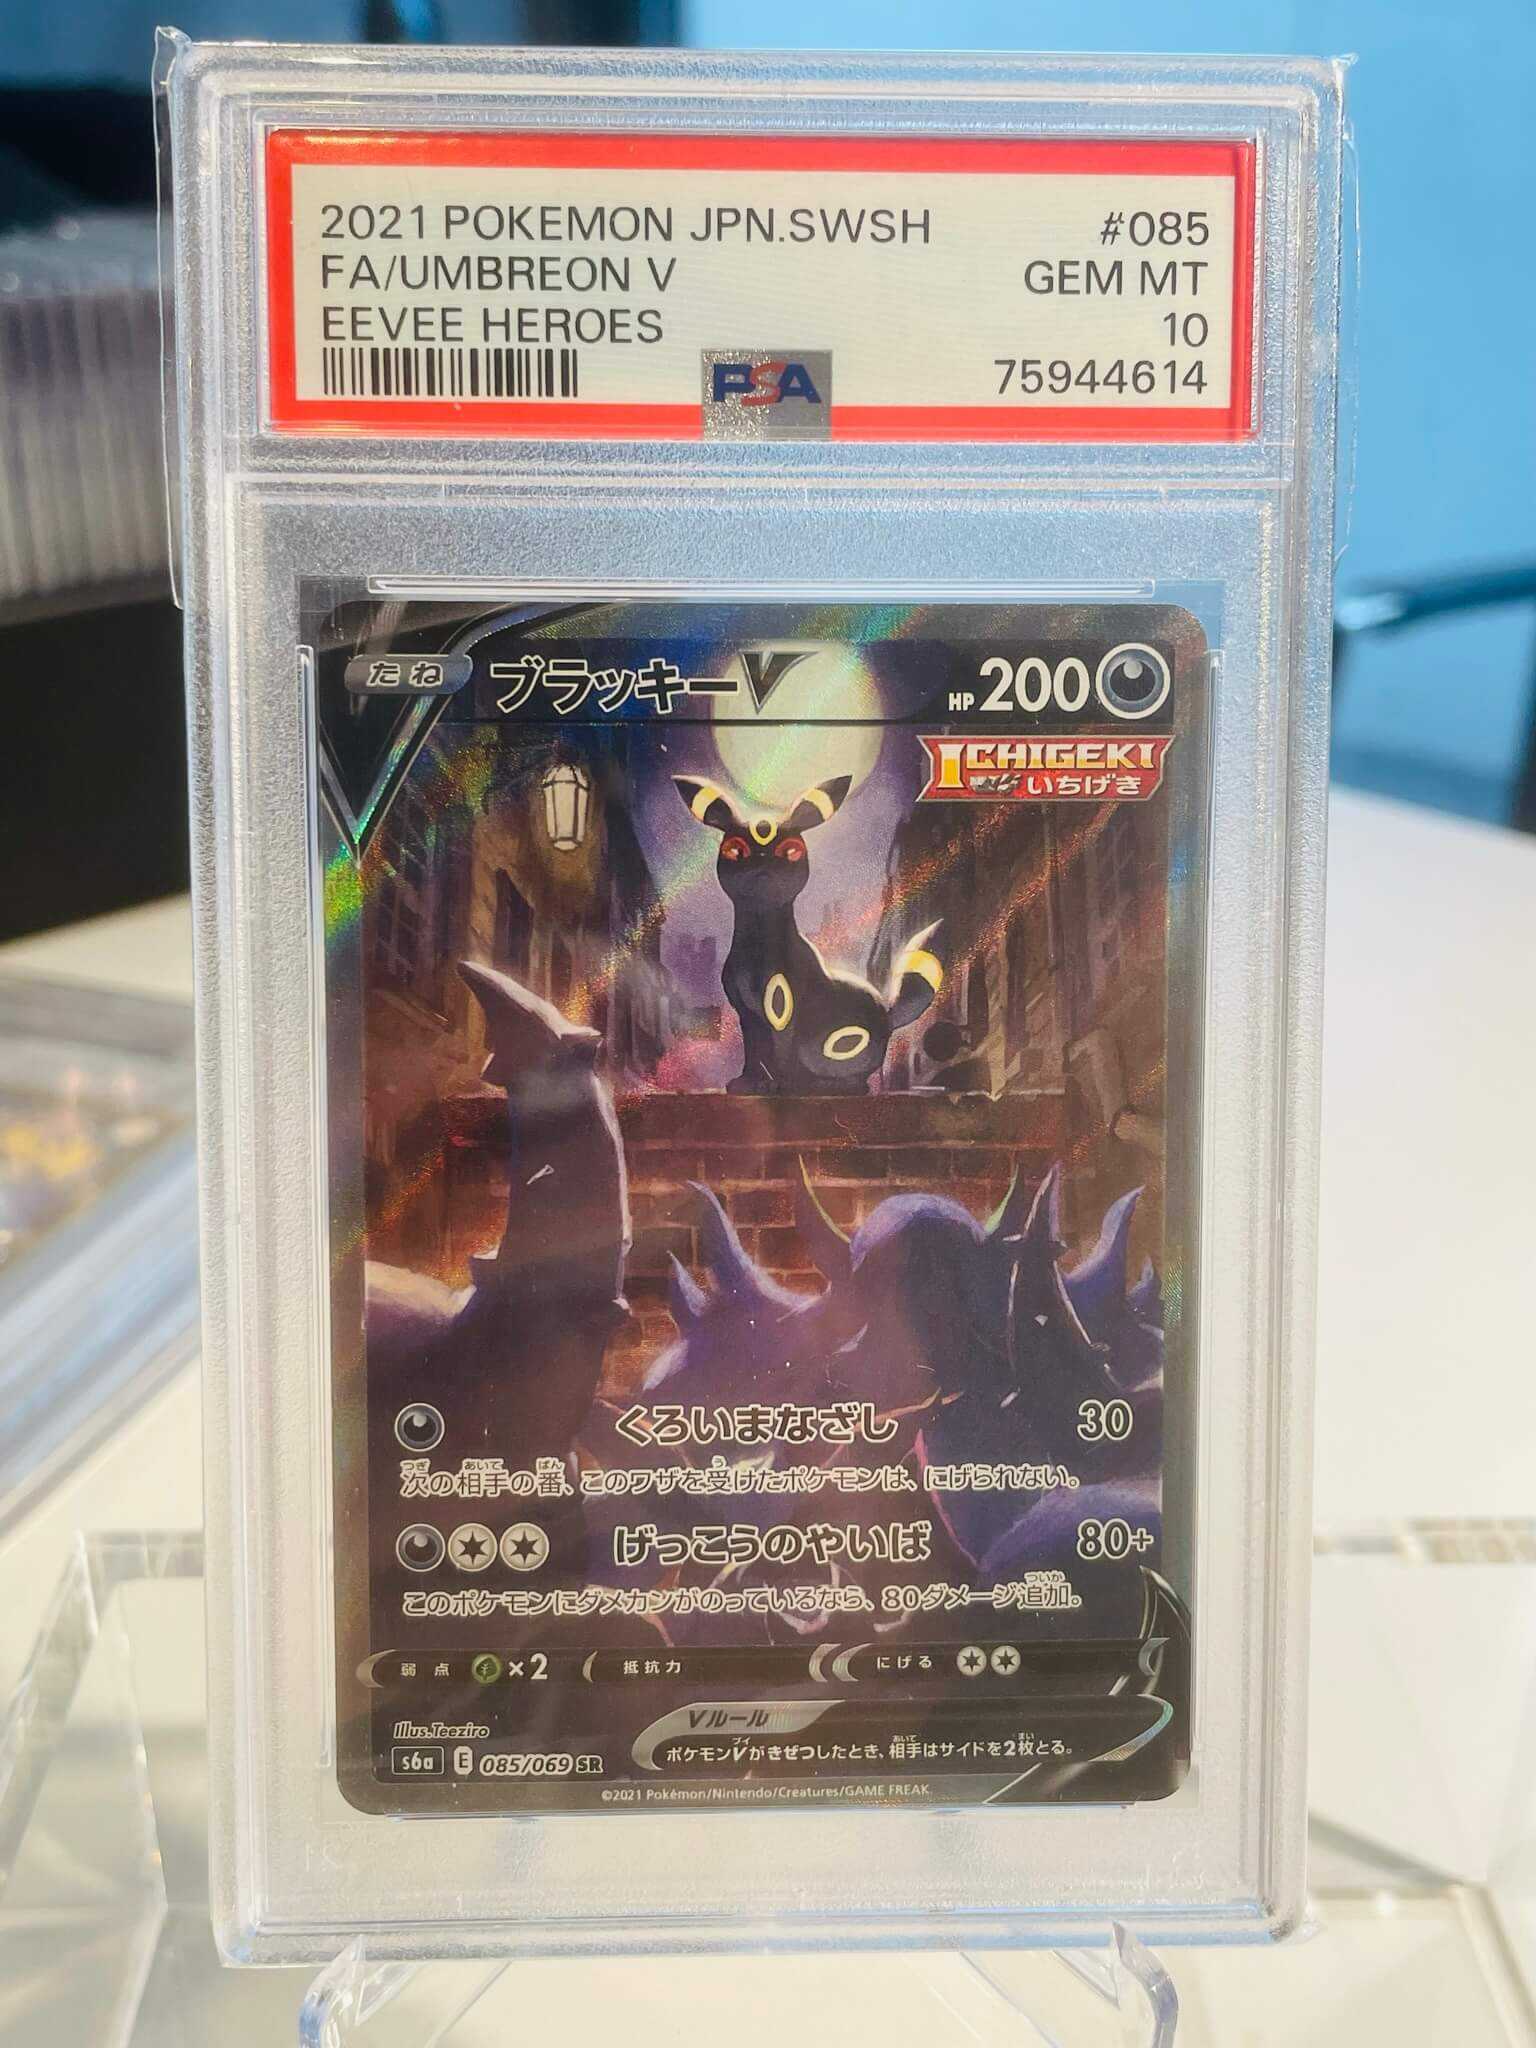 2021 POKEMON JPN.SWSH #085
FA/UMBREON V GEM MT
EEVEE HEROES 10
PSA 75944614
たね ブラッキーV HP 200
ICHIGEKI
いちげき
くろいまなざし 30
次の相手の番、このワザを受けたポケモンは、にげられない。
げっこうのやいば 80+
このポケモンにダメカンがのっているなら、80ダメージ追加。
弱点 ×2 抵抗力 にげる
Illus.Teeziro
Vルール
ポケモンVがきぜつしたとき、相手はサイドを2枚とる。
s6a E 085/069 SR
©2021 Pokémon/Nintendo/Creatures/GAME FREAK